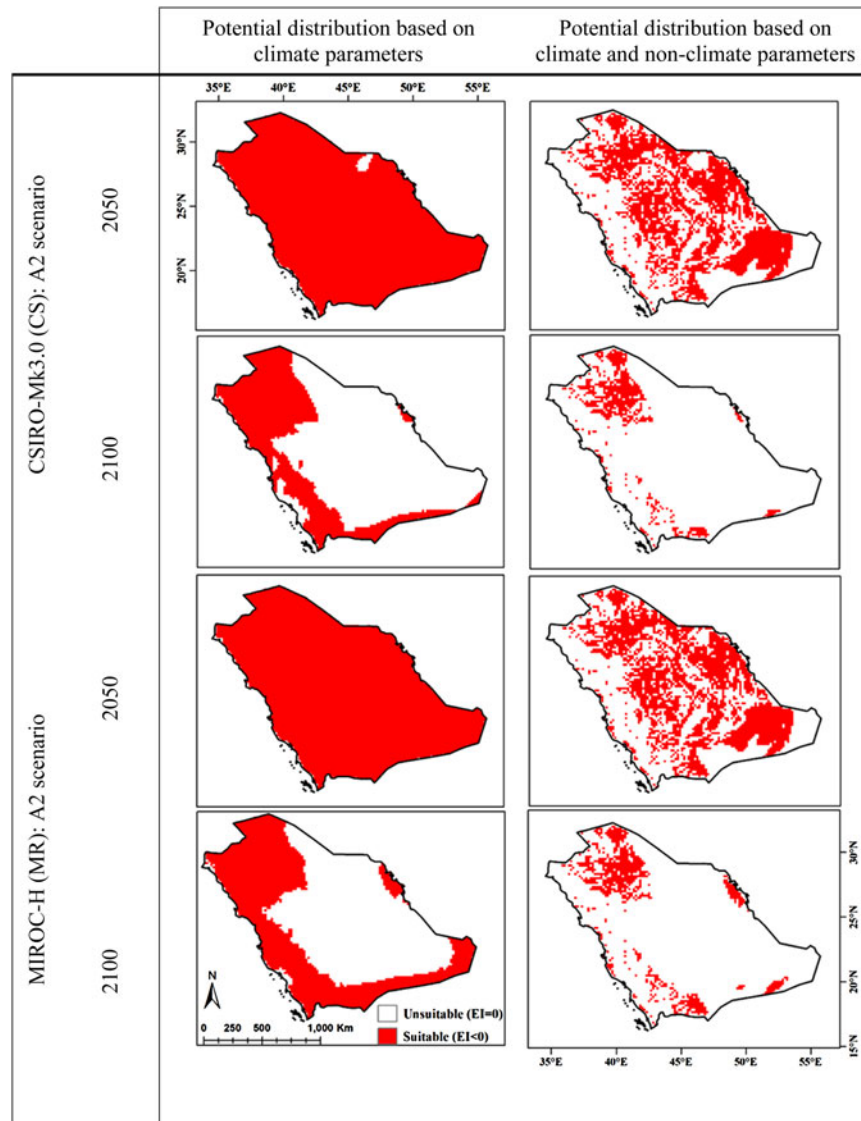 Potential distribution based on
climate parameters
Potential distribution based on
climate and non-climate parameters
35°E 40°E 45°E 50°E 55°E
CSIRO-Mk3.0 (CS): A2 scenario
2050
30°N
25°N
20°N
2100
MIROC-H (MR): A2 scenario
2050
2100
N
0 250 500 1,000 Km
Unsuitable (EI=0)
Suitable (EI<0)
30°N
25°N
20°N
15°N
35°E 40°E 45°E 50°E 55°E